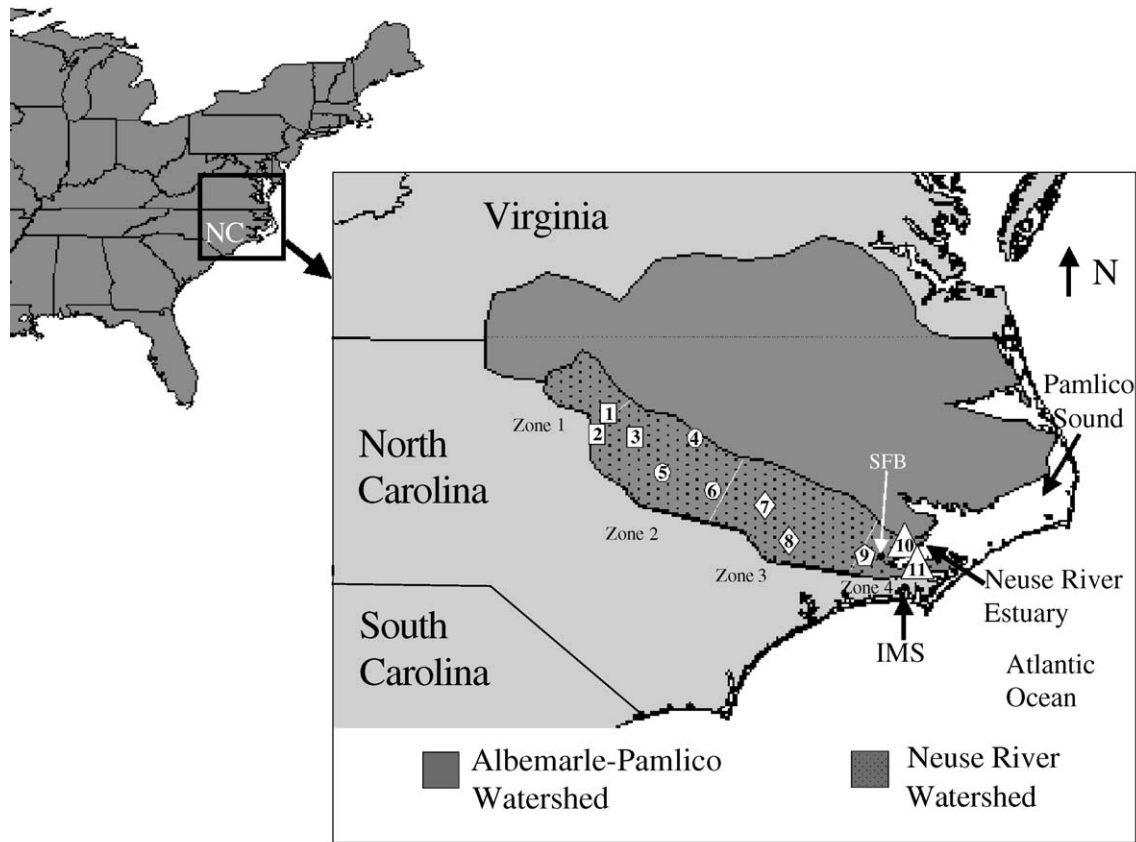 NC
Virginia
N
Pamlico
Sound
Zone 1
1
2
3
4
North
Carolina
SFB
5
6
7
Zone 2
8
9
10
11
Zone 3
Zone 4
Neuse River
Estuary
South
Carolina
IMS
Atlantic
Ocean
Albemarle-Pamlico
Watershed
Neuse River
Watershed